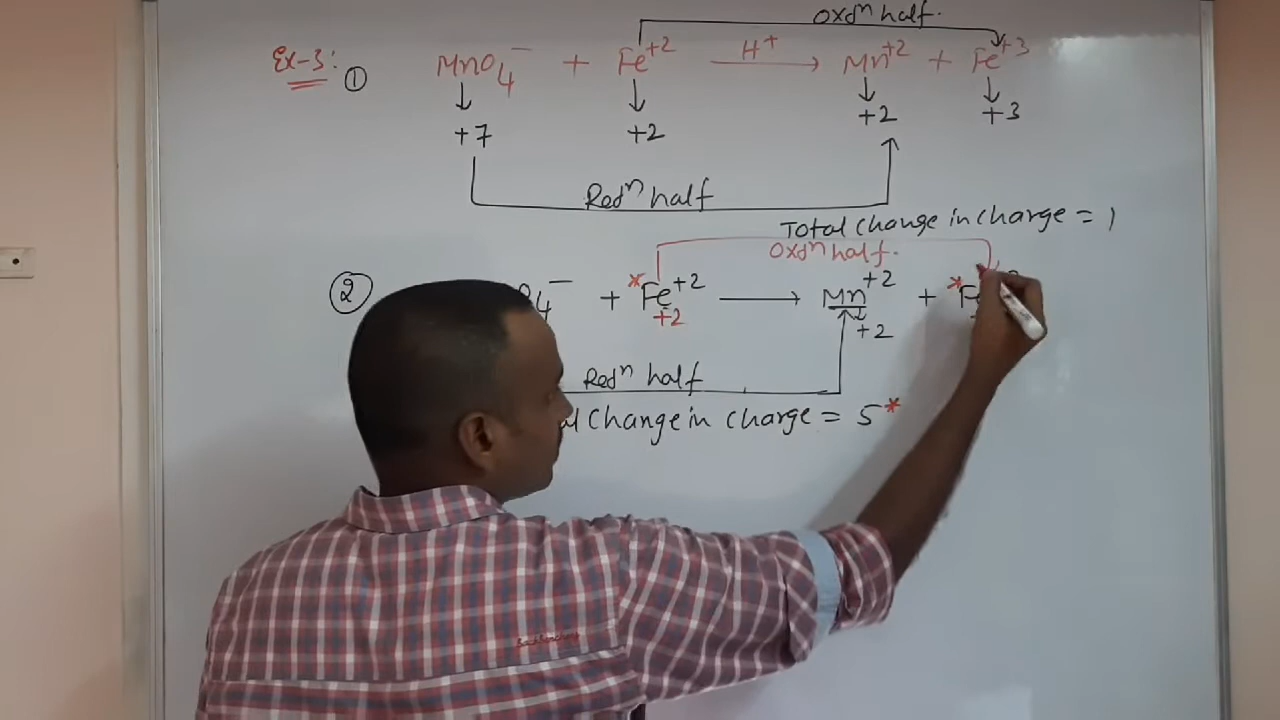 oxdⁿ half.
Ex-3: ① MnO₄⁻ + Fe⁺² —H⁺→ Mn⁺² + Fe⁺³
↓ ↓ ↓ ↓
+7 +2 +2 +3
Redⁿ half
Total change in charge = 1
oxdⁿ half.
② O₄⁻ + *Fe⁺² → Mn⁺² + *Fe
+2 +2
Redⁿ half
Change in charge = 5*